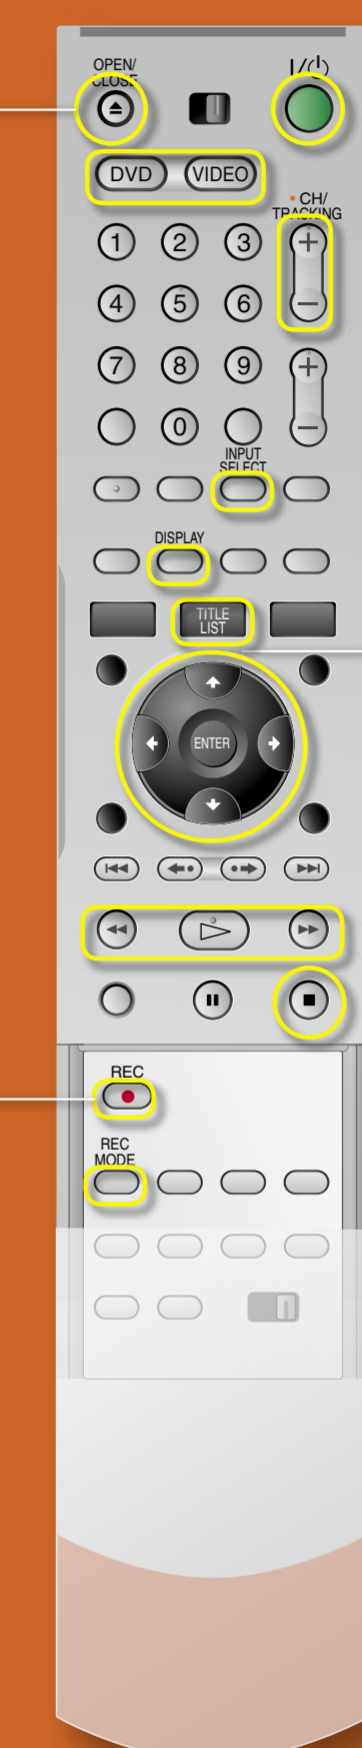 OPEN/
CLOSE
I/⏻
DVD VIDEO
• CH/
TRACKING
1 2 3 +
4 5 6 −
7 8 9 +
0 −
INPUT
SELECT
DISPLAY
TITLE
LIST
ENTER
REC
REC
MODE